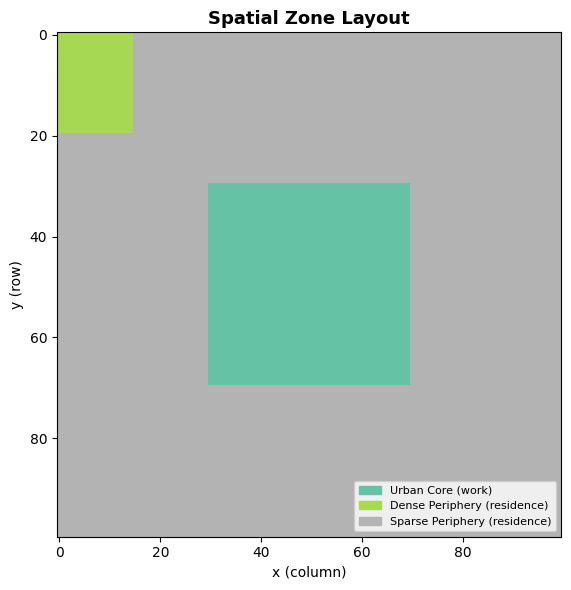 Spatial Zone Layout
0
20
40
60
80
y (row)
Urban Core (work)
Dense Periphery (residence)
Sparse Periphery (residence)
0 20 40 60 80
x (column)